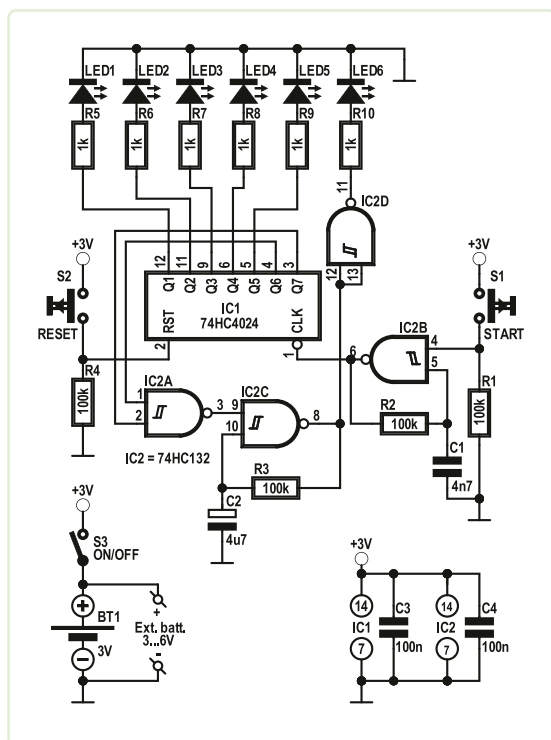 LED1 LED2 LED3 LED4 LED5 LED6
R5 R6 R7 R8 R9 R10
1k 1k 1k 1k 1k 1k
11
IC2D
12 13
S2
+3V
RESET
12 11 9 6 5 4 3
Q1 Q2 Q3 Q4 Q5 Q6 Q7
IC1
74HC4024
RST CLK
2 1
+3V
S1
START
IC2B
6 4
5
R4
100k
IC2A
1
2
3
IC2C
9
10
8
IC2 = 74HC132
R2
100k
R1
100k
C1
4n7
R3
100k
C2
4u7
+3V
S3
ON/OFF
+
BT1
3V
–
+
Ext. batt.
3...6V
-
+3V
14 C3 14 C4
IC1 IC2
7 100n 7 100n